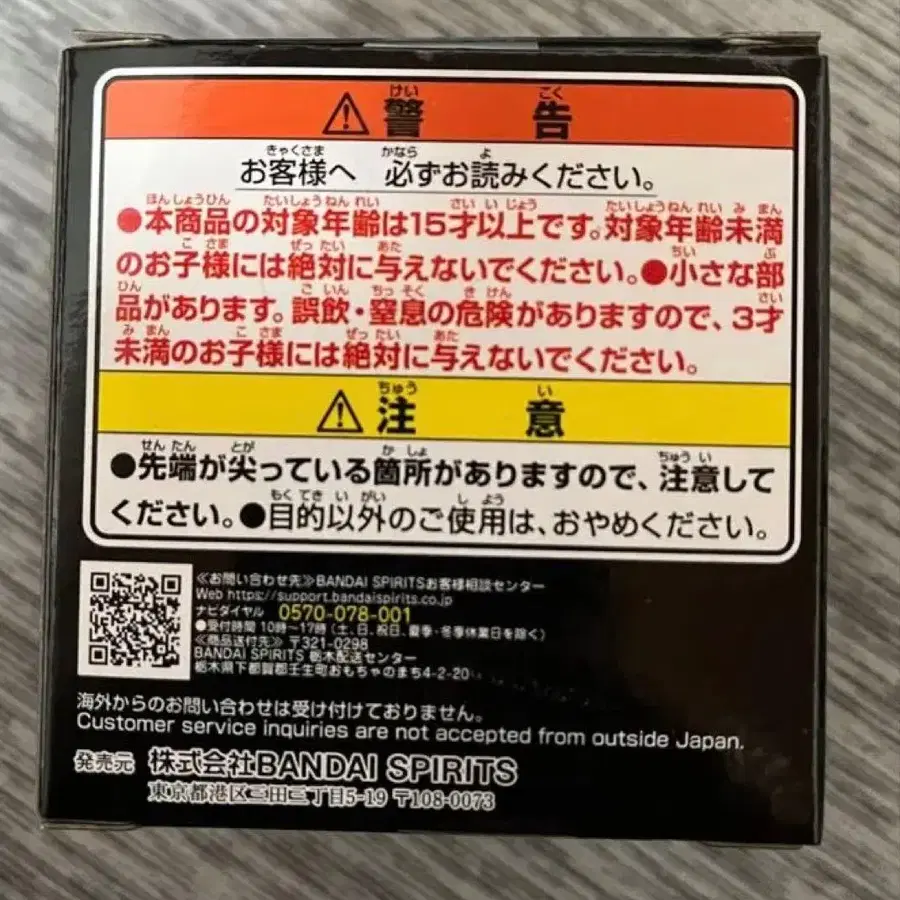 ⚠警告
お客様へ 必ずお読みください。
●本商品の対象年齢は15才以上です。対象年齢未満
のお子様には絶対に与えないでください。●小さな部
品があります。誤飲・窒息の危険がありますので、3才
未満のお子様には絶対に与えないでください。
⚠注意
●先端が尖っている箇所がありますので、注意して
ください。●目的以外のご使用は、おやめください。
≪お問い合わせ先≫BANDAI SPIRITSお客様相談センター
Web https://support.bandaispirits.co.jp
ナビダイヤル 0570-078-001
●受付時間 10時～17時 (土、日、祝日、夏季・冬季休業日を除く)
≪商品送付先≫ 〒321-0298
BANDAI SPIRITS 栃木配送センター
栃木県下都賀郡壬生町おもちゃのまち4-2-20
海外からのお問い合わせは受け付けておりません。
Customer service inquiries are not accepted from outside Japan.
発売元 株式会社BANDAI SPIRITS
東京都港区三田三丁目5-19 〒108-0073